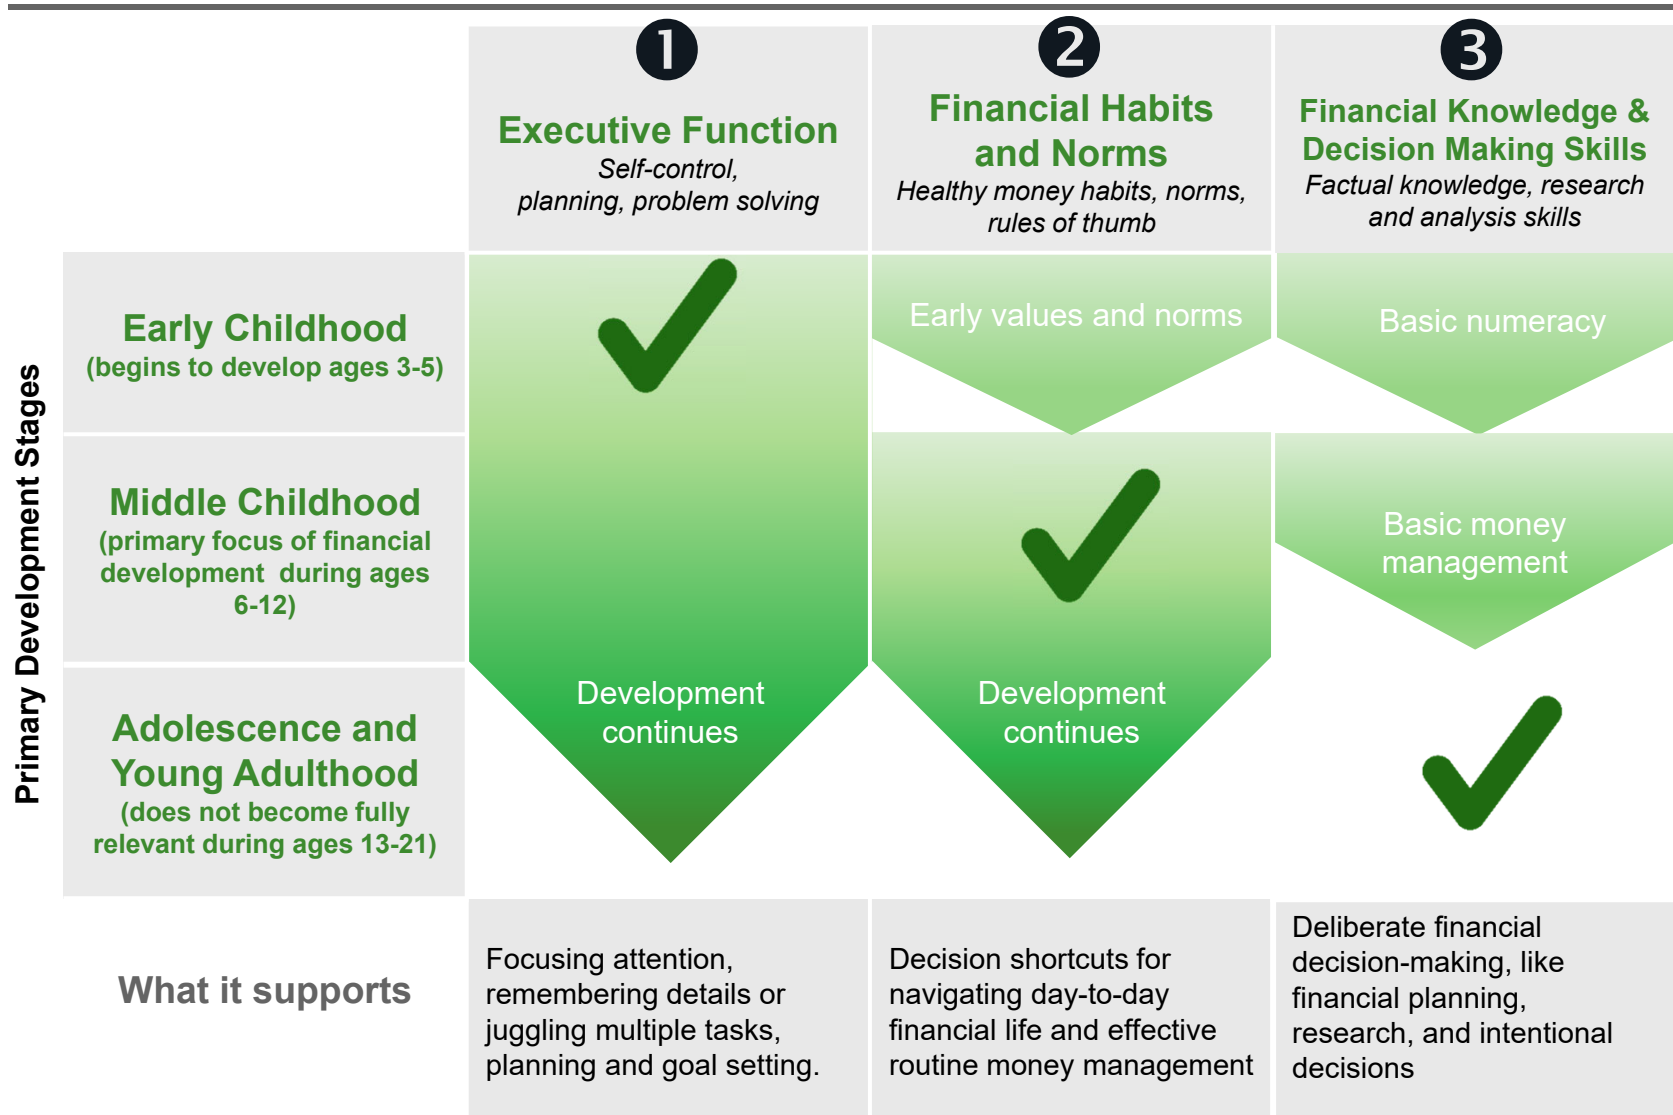 1
Executive Function
Self-control,
planning, problem solving
2
Financial Habits
and Norms
Healthy money habits, norms,
rules of thumb
3
Financial Knowledge &
Decision Making Skills
Factual knowledge, research
and analysis skills
Primary Development Stages
Early Childhood
(begins to develop ages 3-5)
Early values and norms
Basic numeracy
Middle Childhood
(primary focus of financial
development during ages
6-12)
Basic money
management
Adolescence and
Young Adulthood
(does not become fully
relevant during ages 13-21)
Development
continues
Development
continues
What it supports
Focusing attention,
remembering details or
juggling multiple tasks,
planning and goal setting.
Decision shortcuts for
navigating day-to-day
financial life and effective
routine money management
Deliberate financial
decision-making, like
financial planning,
research, and intentional
decisions